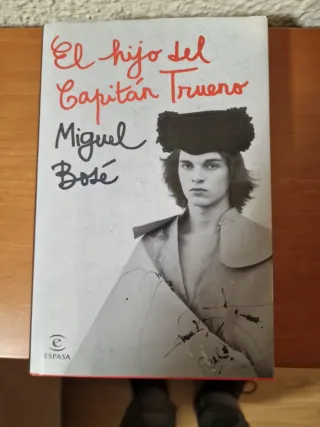 El hijo del
Capitán Trueno
Miguel
Bosé
e
ESPASA